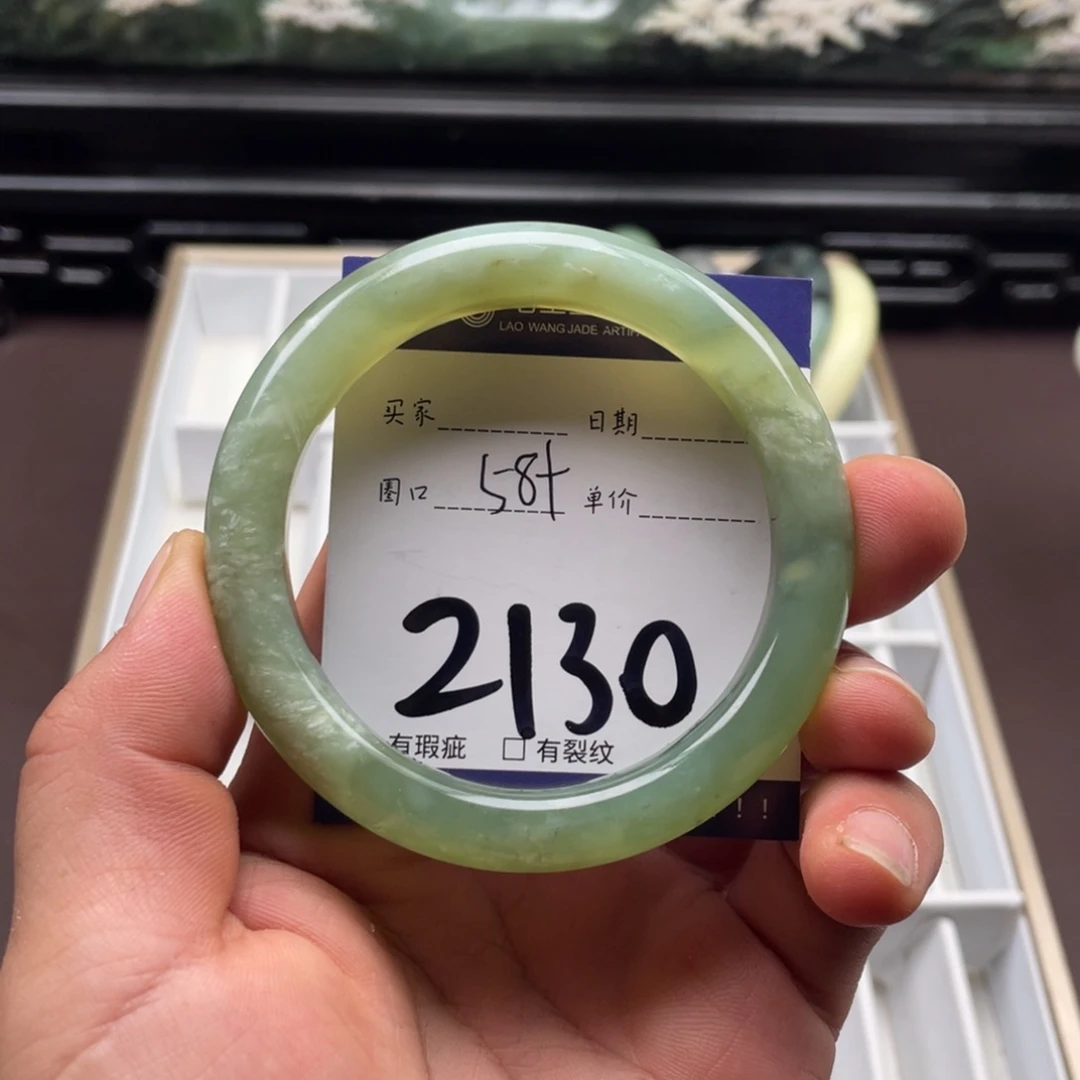 LAO WANG JADE
买家 日期
圈口 58+ 单价
2130
有瑕疵 □ 有裂纹
!!